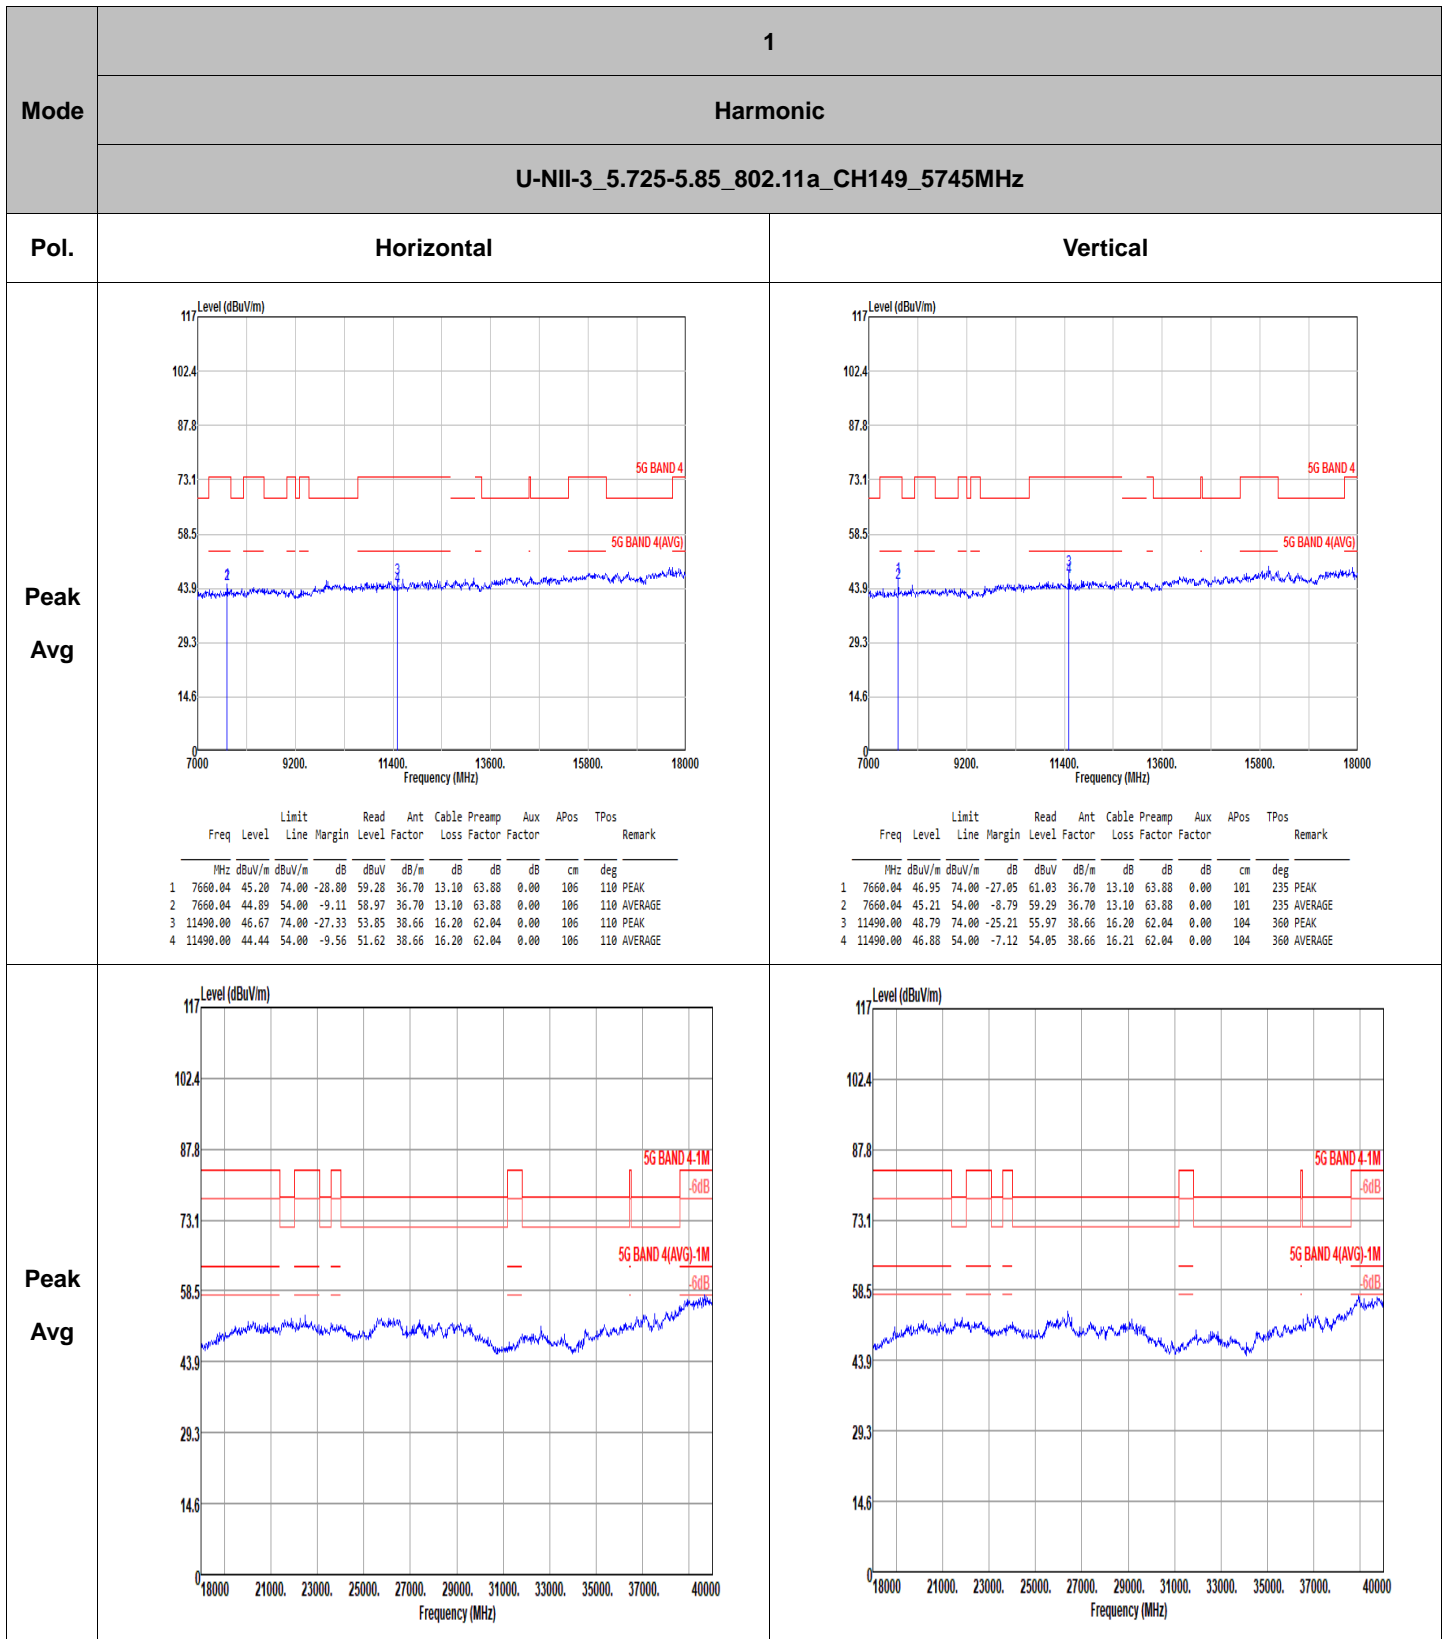 Mode
1
Harmonic
U-NII-3_5.725-5.85_802.11a_CH149_5745MHz
Pol.
Horizontal
Vertical
Peak
Avg
Level (dBuV/m)
117
102.4
87.8
73.1
58.5
43.9
29.3
14.6
0
5G BAND 4
5G BAND 4(AVG)
2
3
7000 9200. 11400. 13600. 15800. 18000
Frequency (MHz)
Limit Read Ant Cable Preamp Aux APos TPos
Freq Level Line Margin Level Factor Loss Factor Factor Remark
MHz dBuV/m dBuV/m dB dBuV dB/m dB dB dB cm deg
1 7660.04 45.20 74.00 -28.80 59.28 36.70 13.10 63.88 0.00 106 110 PEAK
2 7660.04 44.89 54.00 -9.11 58.97 36.70 13.10 63.88 0.00 106 110 AVERAGE
3 11490.00 46.67 74.00 -27.33 53.85 38.66 16.20 62.04 0.00 106 110 PEAK
4 11490.00 44.44 54.00 -9.56 51.62 38.66 16.20 62.04 0.00 106 110 AVERAGE
Level (dBuV/m)
117
102.4
87.8
73.1
58.5
43.9
29.3
14.6
0
5G BAND 4
5G BAND 4(AVG)
1
2
3
4
7000 9200. 11400. 13600. 15800. 18000
Frequency (MHz)
Limit Read Ant Cable Preamp Aux APos TPos
Freq Level Line Margin Level Factor Loss Factor Factor Remark
MHz dBuV/m dBuV/m dB dBuV dB/m dB dB dB cm deg
1 7660.04 46.95 74.00 -27.05 61.03 36.70 13.10 63.88 0.00 101 235 PEAK
2 7660.04 45.21 54.00 -8.79 59.29 36.70 13.10 63.88 0.00 101 235 AVERAGE
3 11490.00 48.79 74.00 -25.21 55.97 38.66 16.20 62.04 0.00 104 360 PEAK
4 11490.00 46.88 54.00 -7.12 54.05 38.66 16.21 62.04 0.00 104 360 AVERAGE
Peak
Avg
Level (dBuV/m)
117
102.4
87.8
73.1
58.5
43.9
29.3
14.6
0
5G BAND 4-1M
-6dB
5G BAND 4(AVG)-1M
-6dB
18000 21000. 23000. 25000. 27000. 29000. 31000. 33000. 35000. 37000. 40000
Frequency (MHz)
Level (dBuV/m)
117
102.4
87.8
73.1
58.5
43.9
29.3
14.6
0
5G BAND 4-1M
-6dB
5G BAND 4(AVG)-1M
-6dB
18000 21000. 23000. 25000. 27000. 29000. 31000. 33000. 35000. 37000. 40000
Frequency (MHz)